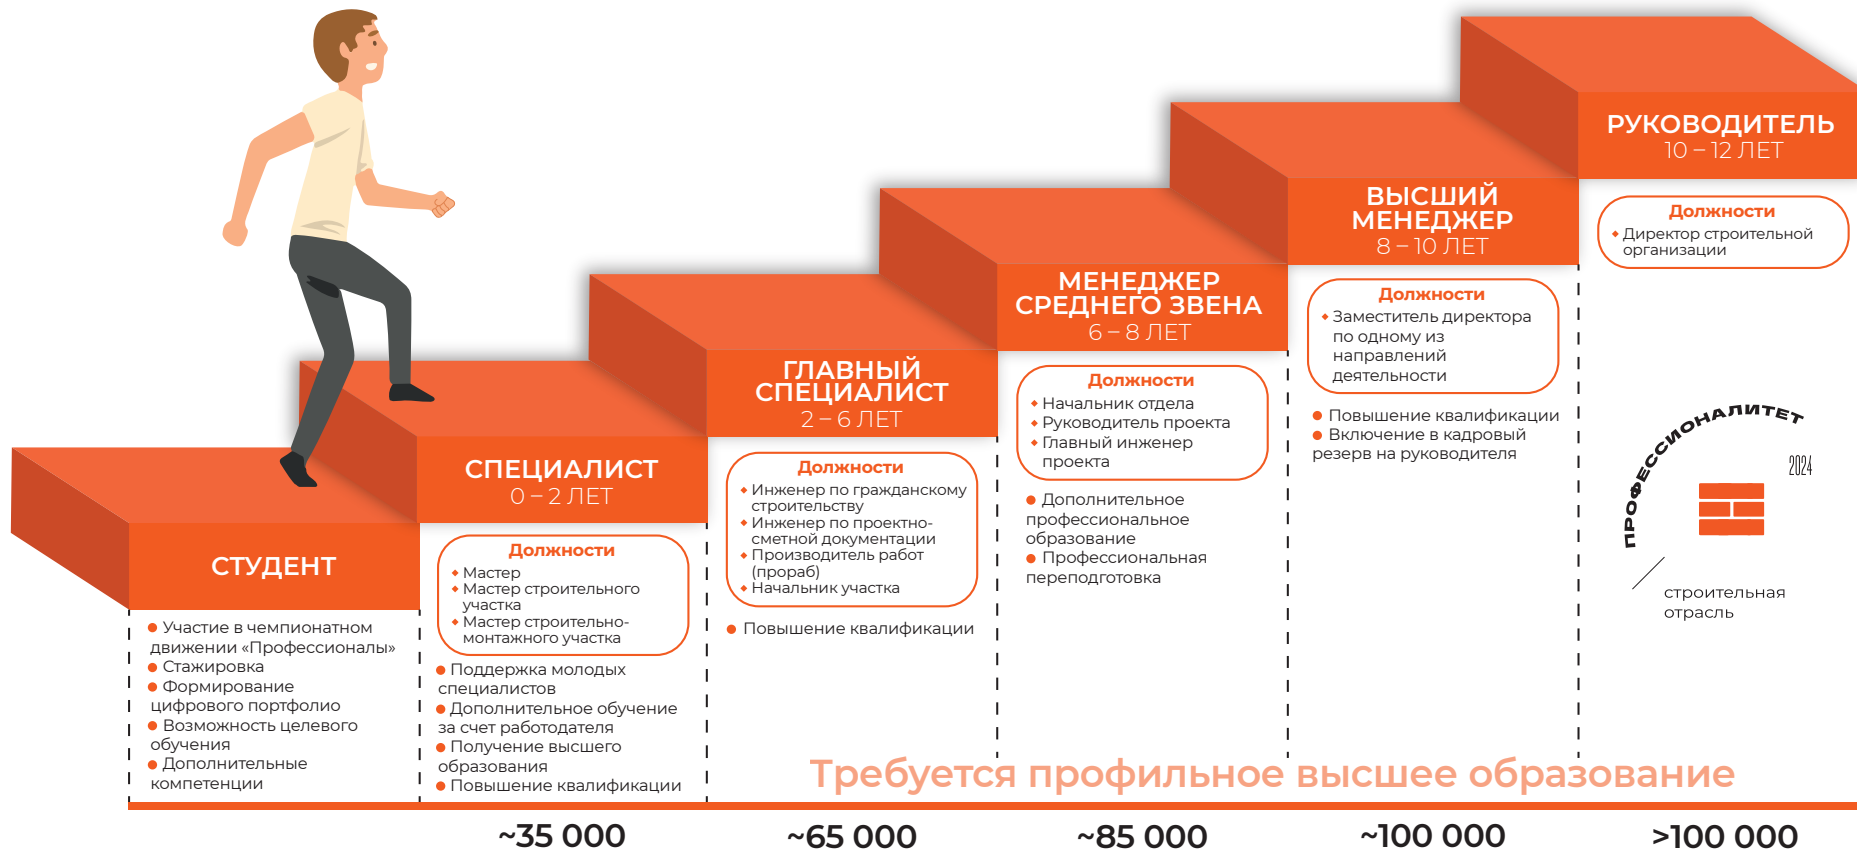 СТУДЕНТ
● Участие в чемпионатном
движении «Профессионалы»
● Стажировка
● Формирование
цифрового портфолио
● Возможность целевого
обучения
● Дополнительные
компетенции
СПЕЦИАЛИСТ
0 – 2 ЛЕТ
Должности
Мастер
Мастер строительного
участка
Мастер строительно-
монтажного участка
● Поддержка молодых
специалистов
● Дополнительное обучение
за счет работодателя
● Получение высшего
образования
● Повышение квалификации
~35 000
ГЛАВНЫЙ
СПЕЦИАЛИСТ
2 – 6 ЛЕТ
Должности
Инженер по гражданскому
строительству
Инженер по проектно-
сметной документации
Производитель работ
(прораб)
Начальник участка
● Повышение квалификации
~65 000
МЕНЕДЖЕР
СРЕДНЕГО ЗВЕНА
6 – 8 ЛЕТ
Должности
Начальник отдела
Руководитель проекта
Главный инженер
проекта
● Дополнительное
профессиональное
образование
● Профессиональная
переподготовка
~85 000
ВЫСШИЙ
МЕНЕДЖЕР
8 – 10 ЛЕТ
Должности
Заместитель директора
по одному из
направлений
деятельности
● Повышение квалификации
● Включение в кадровый
резерв на руководителя
~100 000
РУКОВОДИТЕЛЬ
10 – 12 ЛЕТ
Должности
Директор строительной
организации
ПРОФЕССИОНАЛИТЕТ
2024
строительная
отрасль
>100 000
Требуется профильное высшее образование